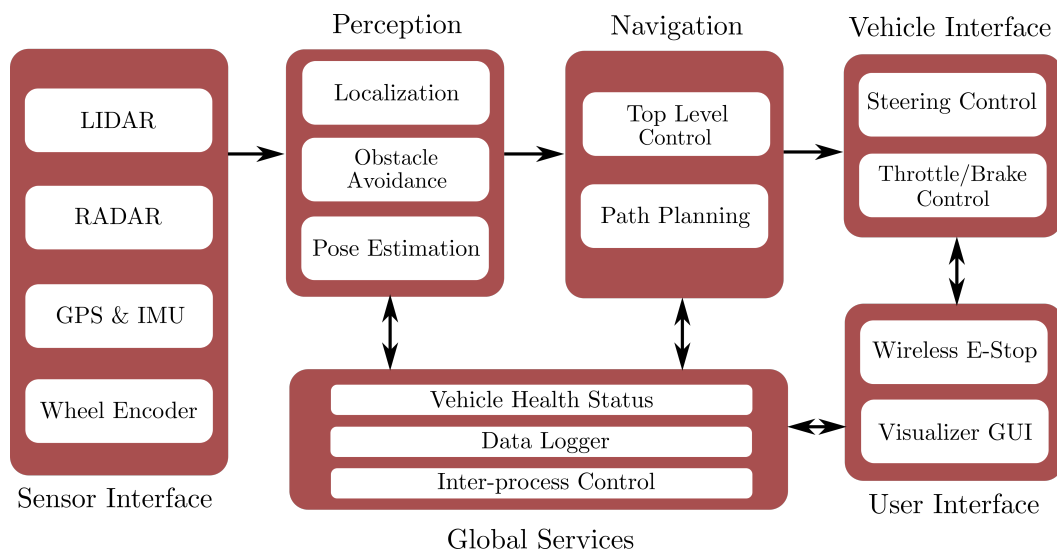 Perception
Navigation
Vehicle Interface
LIDAR
RADAR
GPS & IMU
Wheel Encoder
Sensor Interface
Localization
Obstacle
Avoidance
Pose Estimation
Top Level
Control
Path Planning
Steering Control
Throttle/Brake
Control
Vehicle Health Status
Data Logger
Inter-process Control
Global Services
Wireless E-Stop
Visualizer GUI
User Interface